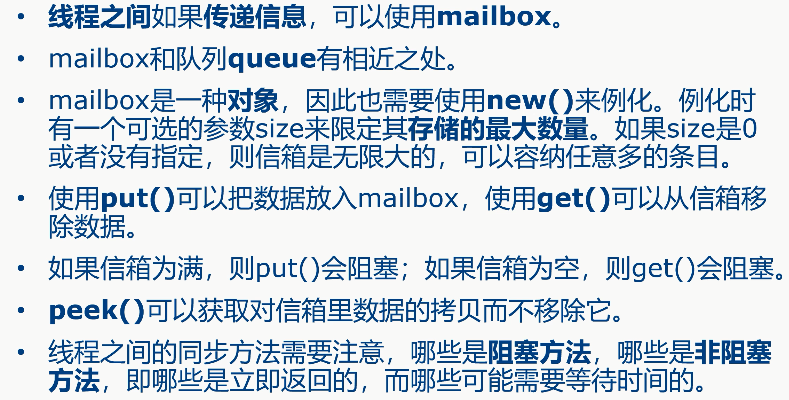 • 线程之间如果传递信息，可以使用mailbox。
• mailbox和队列queue有相近之处。
• mailbox是一种对象，因此也需要使用new()来例化。例化时
有一个可选的参数size来限定其存储的最大数量。如果size是0
或者没有指定，则信箱是无限大的，可以容纳任意多的条目。
• 使用put()可以把数据放入mailbox，使用get()可以从信箱移
除数据。
• 如果信箱为满，则put()会阻塞；如果信箱为空，则get()会阻塞。
• peek()可以获取对信箱里数据的拷贝而不移除它。
• 线程之间的同步方法需要注意，哪些是阻塞方法，哪些是非阻塞
方法，即哪些是立即返回的，而哪些可能需要等待时间的。